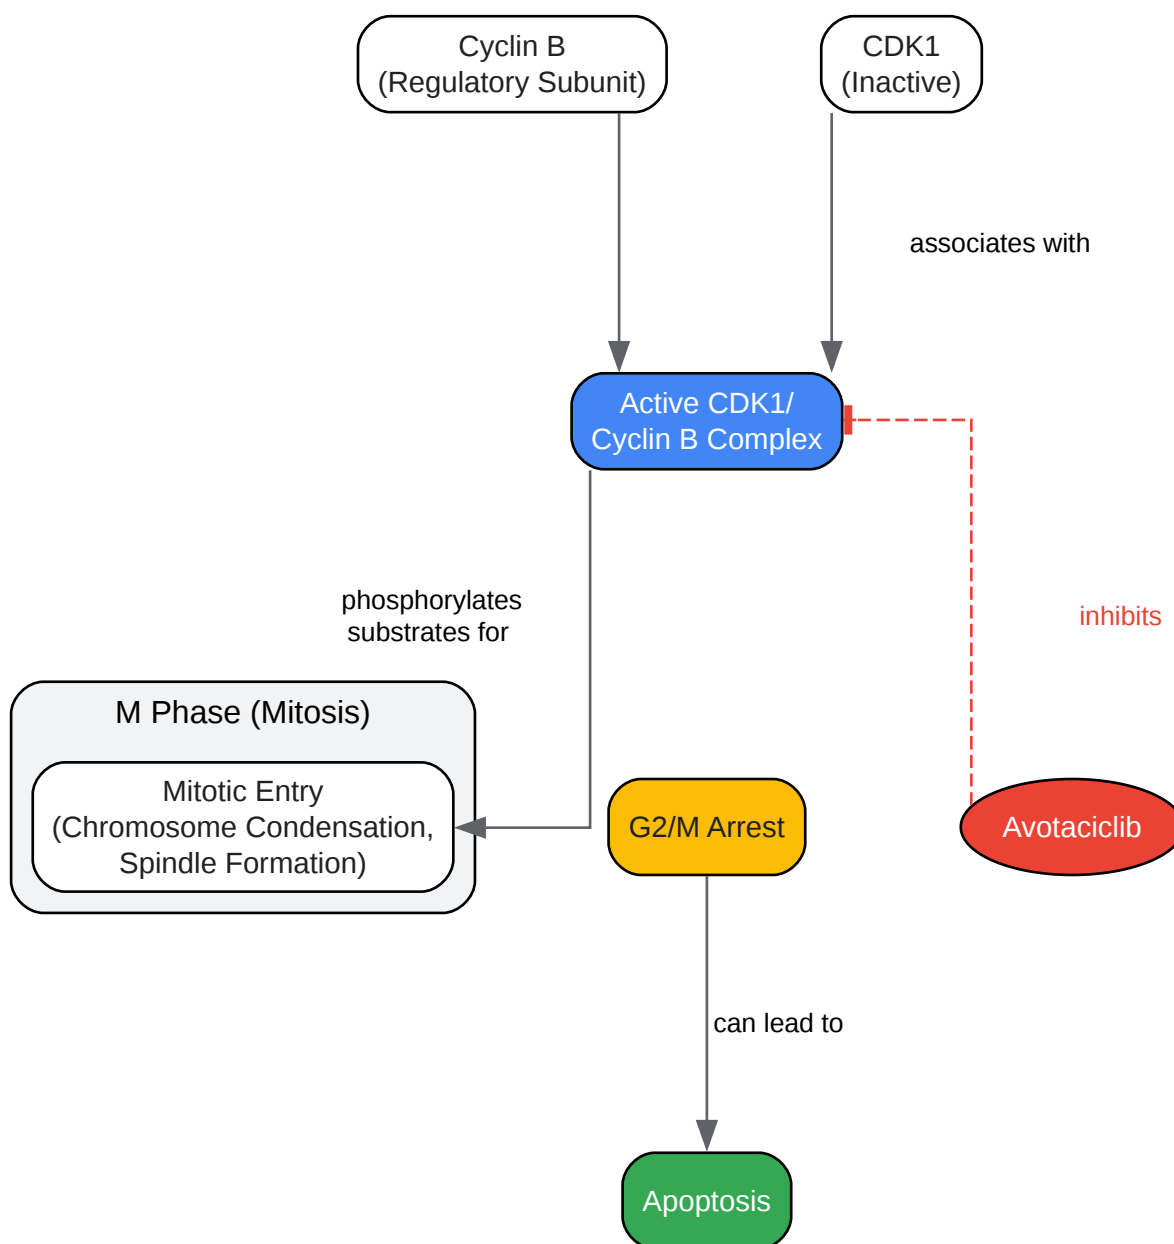 Cyclin B
(Regulatory Subunit)
CDK1
(Inactive)
associates with
Active CDK1/
Cyclin B Complex
phosphorylates
substrates for
inhibits
M Phase (Mitosis)
Mitotic Entry
(Chromosome Condensation,
Spindle Formation)
G2/M Arrest
Avotaciclib
can lead to
Apoptosis